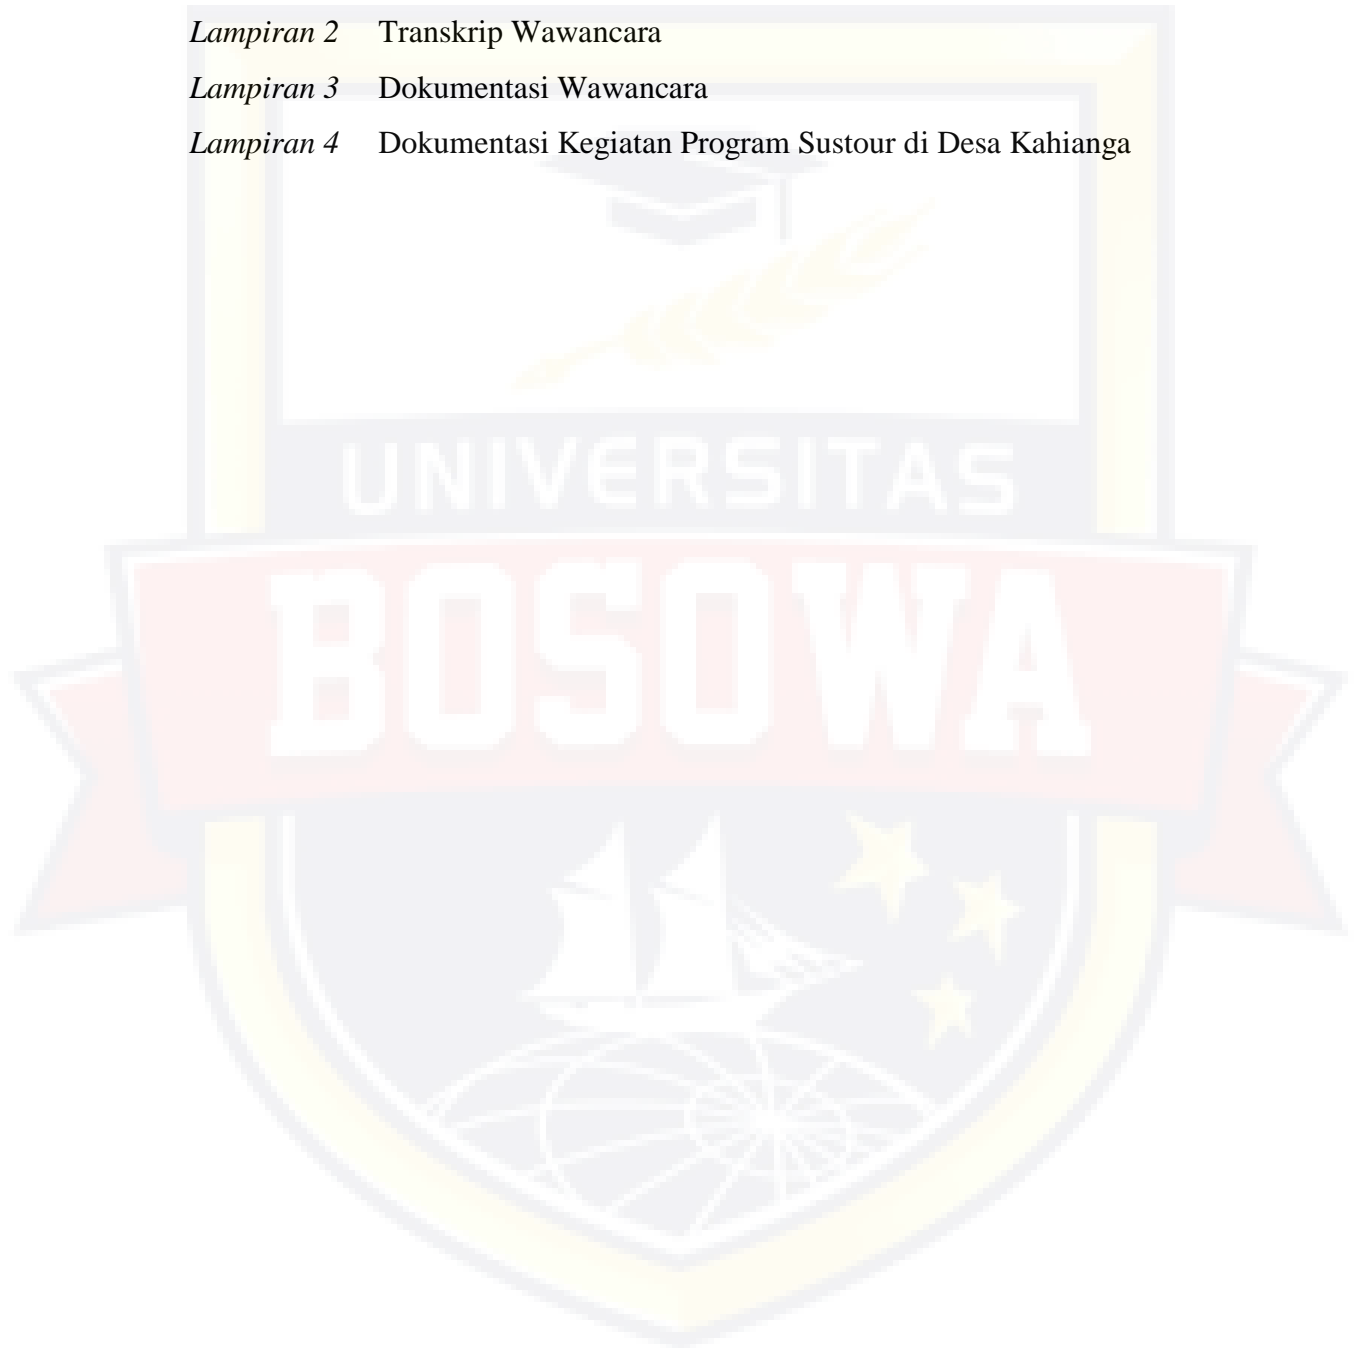 Lampiran 2 Transkrip Wawancara
Lampiran 3 Dokumentasi Wawancara
Lampiran 4 Dokumentasi Kegiatan Program Sustour di Desa Kahianga
UNIVERSITAS
BOSOWA